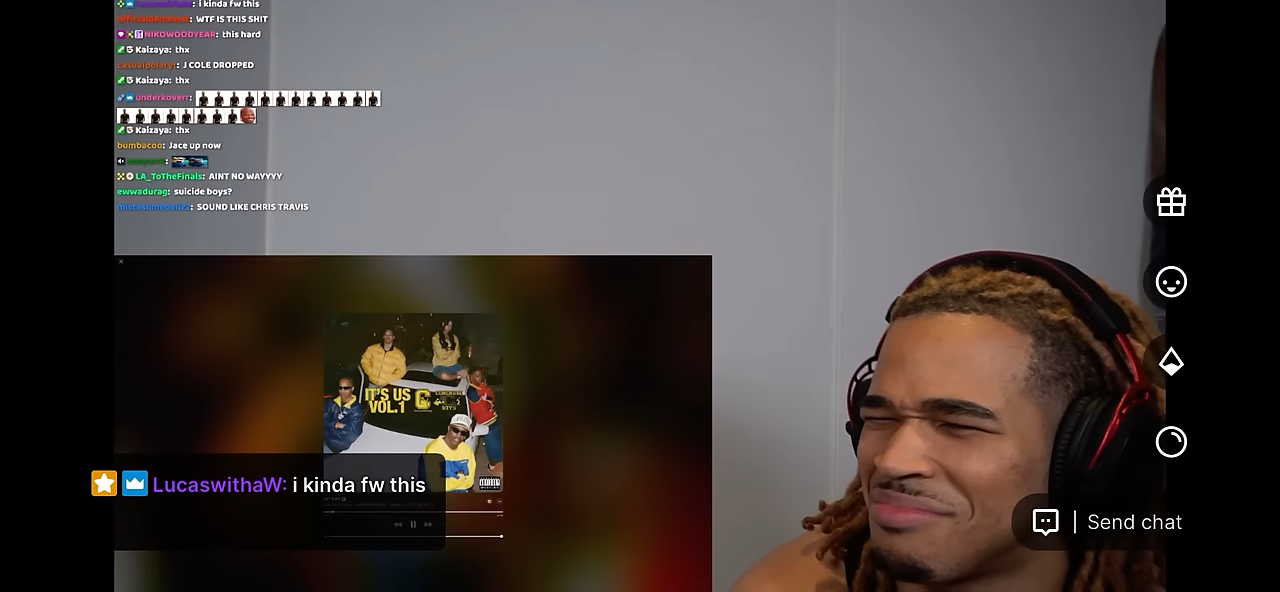 i kinda fw this
WTF IS THIS SHIT
NIKOWOODYEAR: this hard
Kaizaya: thx
J COLE DROPPED
Kaizaya: thx
underkoverr:
Kaizaya: thx
bumbacoo: Jace up now
LA_ToTheFinals: AINT NO WAYYYY
ewwadurag: suicide boys?
SOUND LIKE CHRIS TRAVIS
IT'S US
VOL.1
BOYS
LucaswithaW: i kinda fw this
Send chat